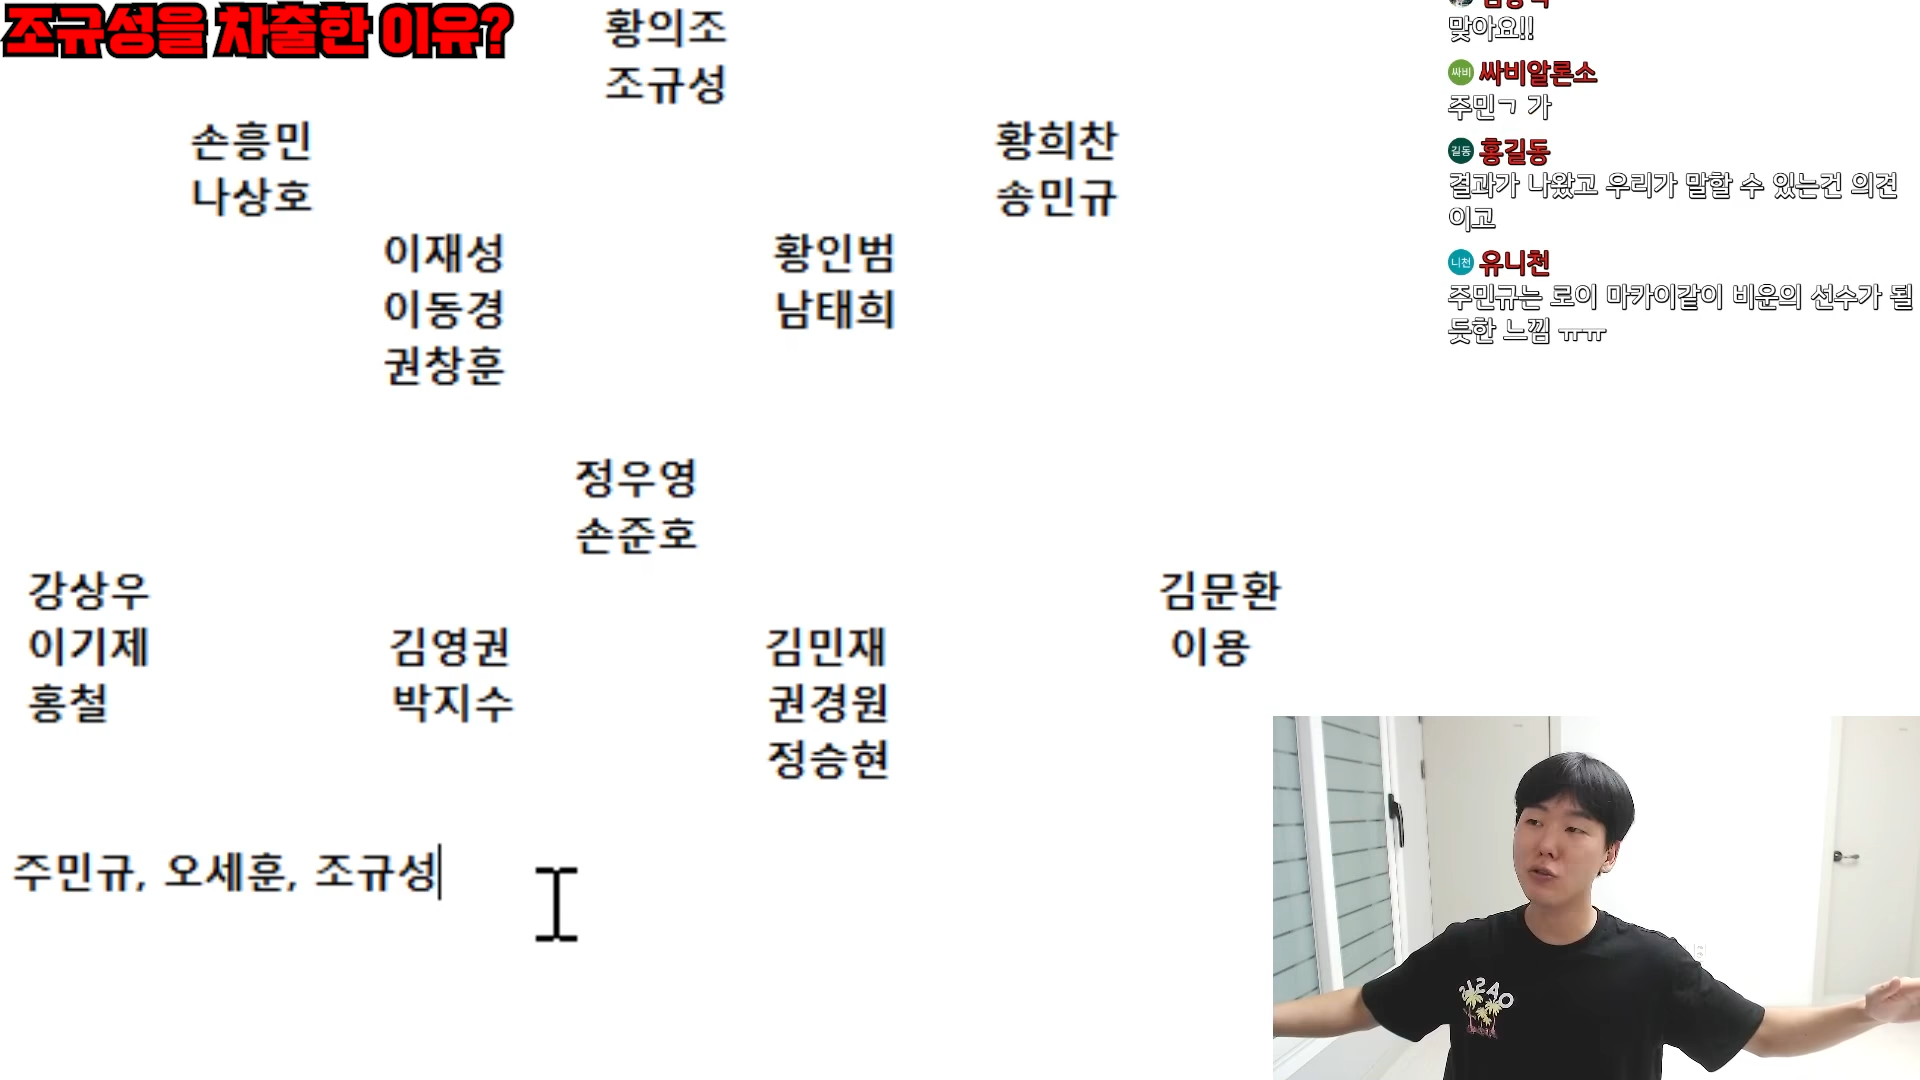 조규성을 차출한 이유?
황의조
조규성
손흥민
황희찬
나상호
송민규
이재성
황인범
이동경
남태희
권창훈
정우영
손준호
강상우
김문환
이기제
김영권
김민재
이용
홍철
박지수
권경원
정승현
주민규, 오세훈, 조규성
맞아요!!
싸비
싸비알론소
주민ㄱ 가
길동
홍길동
결과가 나왔고 우리가 말할 수 있는건 의견
이고
니천
유니천
주민규는 로이 마카이같이 비운의 선수가 될
듯한 느낌 ㅠㅠ
OASIS